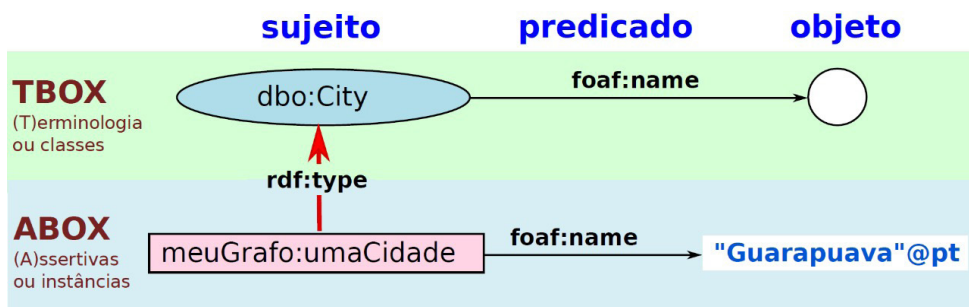 sujeito predicado objeto
TBOX
(T)erminologia
ou classes
dbo:City
foaf:name
rdf:type
ABOX
(A)ssertivas
ou instâncias
meuGrafo:umaCidade
foaf:name
"Guarapuava"@pt